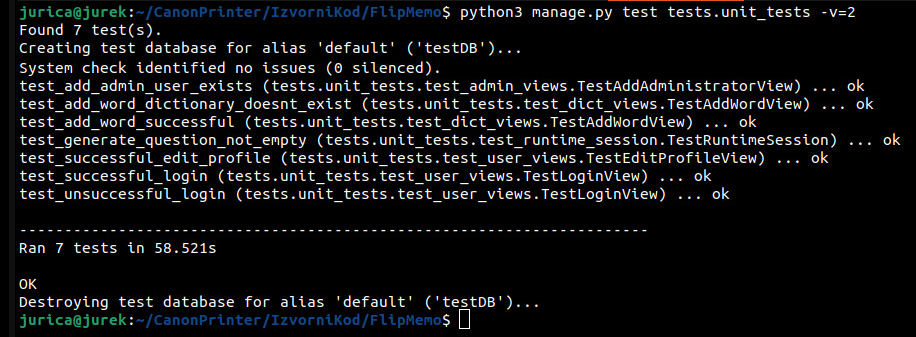 jurica@jurek:~/CanonPrinter/IzvorniKod/FlipMemo$ python3 manage.py test tests.unit_tests -v=2
Found 7 test(s).
Creating test database for alias 'default' ('testDB')...
System check identified no issues (0 silenced).
test_add_admin_user_exists (tests.unit_tests.test_admin_views.TestAddAdministratorView) ... ok
test_add_word_dictionary_doesnt_exist (tests.unit_tests.test_dict_views.TestAddWordView) ... ok
test_add_word_successful (tests.unit_tests.test_dict_views.TestAddWordView) ... ok
test_generate_question_not_empty (tests.unit_tests.test_runtime_session.TestRuntimeSession) ... ok
test_successful_edit_profile (tests.unit_tests.test_user_views.TestEditProfileView) ... ok
test_successful_login (tests.unit_tests.test_user_views.TestLoginView) ... ok
test_unsuccessful_login (tests.unit_tests.test_user_views.TestLoginView) ... ok
----------------------------------------------------------------------
Ran 7 tests in 58.521s
OK
Destroying test database for alias 'default' ('testDB')...
jurica@jurek:~/CanonPrinter/IzvorniKod/FlipMemo$